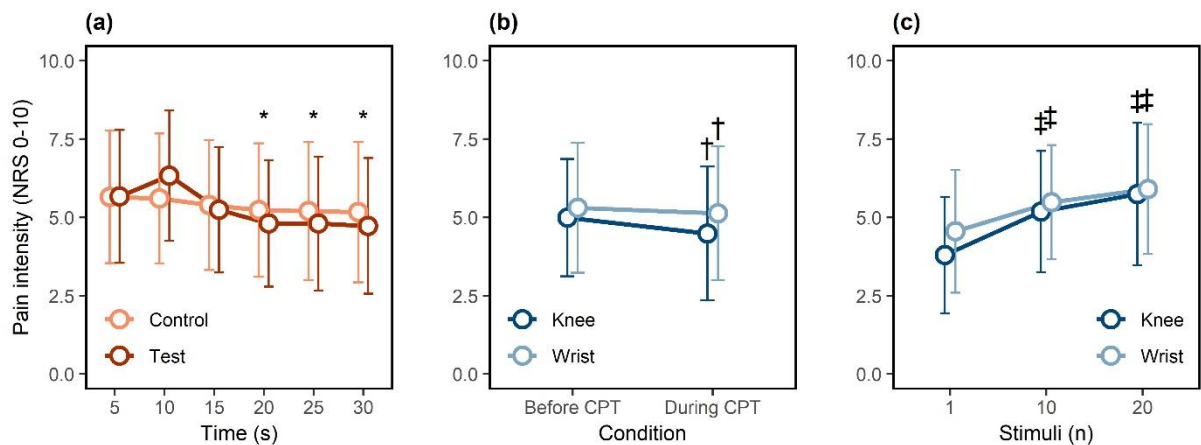 (a)
Pain intensity (NRS 0-10)
10.0
7.5
5.0
2.5
0.0
* * *
Control
Test
5 10 15 20 25 30
Time (s)
(b)
10.0
7.5
5.0
2.5
0.0
† †
Knee
Wrist
Before CPT During CPT
Condition
(c)
10.0
7.5
5.0
2.5
0.0
‡‡ ‡‡
Knee
Wrist
1 10 20
Stimuli (n)